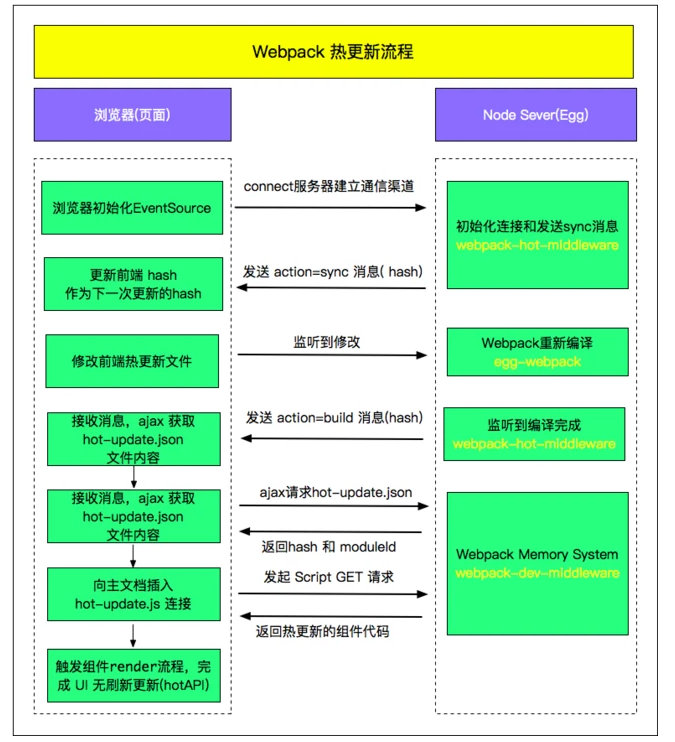 Webpack 热更新流程
浏览器(页面)
Node Sever(Egg)
浏览器初始化EventSource
connect服务器建立通信渠道
初始化连接和发送sync消息
webpack-hot-middleware
更新前端 hash
作为下一次更新的hash
发送 action=sync 消息( hash)
修改前端热更新文件
监听到修改
Webpack重新编译
egg-webpack
接收消息，ajax 获取
hot-update.json
文件内容
发送 action=build 消息(hash)
监听到编译完成
webpack-hot-middleware
接收消息，ajax 获取
hot-update.json
文件内容
ajax请求hot-update.json
返回hash 和 moduleId
Webpack Memory System
webpack-dev-middleware
向主文档插入
hot-update.js 连接
发起 Script GET 请求
返回热更新的组件代码
触发组件render流程，完
成 UI 无刷新更新(hotAPI)